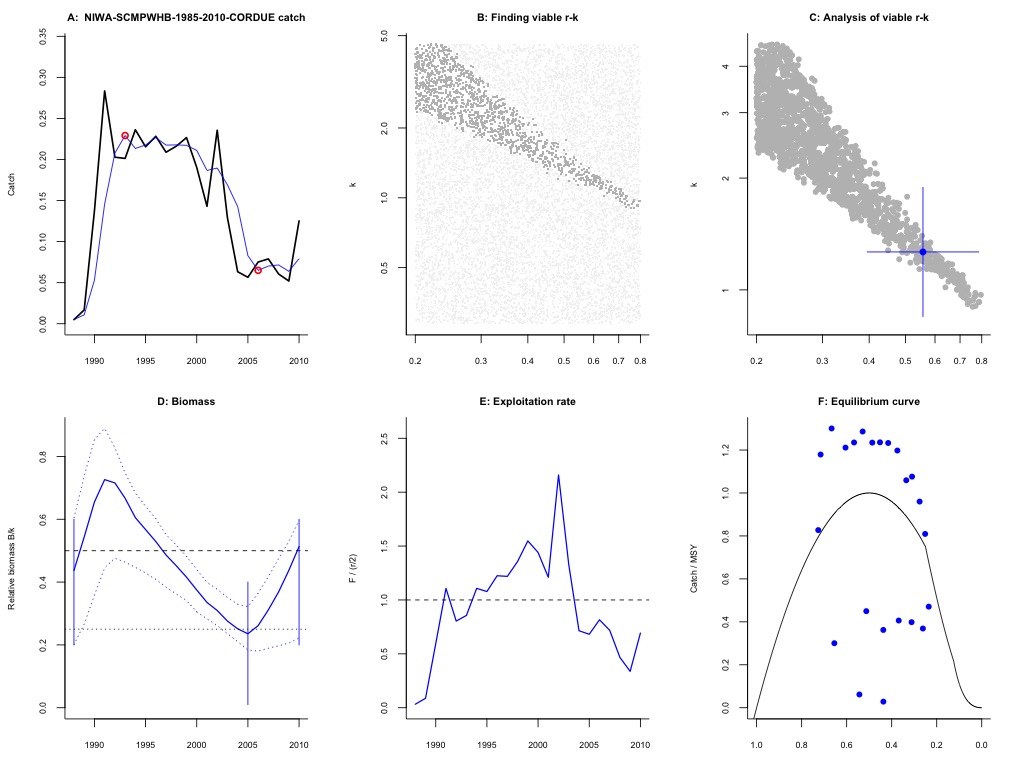 A: NIWA-SCMPWHB-1985-2010-CORDUE catch
Catch
0.00 0.05 0.10 0.15 0.20 0.25 0.30 0.35
1990 1995 2000 2005 2010
B: Finding viable r-k
k
0.5 1.0 2.0 5.0
0.2 0.3 0.4 0.5 0.6 0.7 0.8
C: Analysis of viable r-k
k
1 2 3 4
0.2 0.3 0.4 0.5 0.6 0.7 0.8
D: Biomass
Relative biomass B/k
0.0 0.2 0.4 0.6 0.8
1990 1995 2000 2005 2010
E: Exploitation rate
F / (r/2)
0.0 0.5 1.0 1.5 2.0 2.5
1990 1995 2000 2005 2010
F: Equilibrium curve
Catch / MSY
0.0 0.2 0.4 0.6 0.8 1.0 1.2
1.0 0.8 0.6 0.4 0.2 0.0